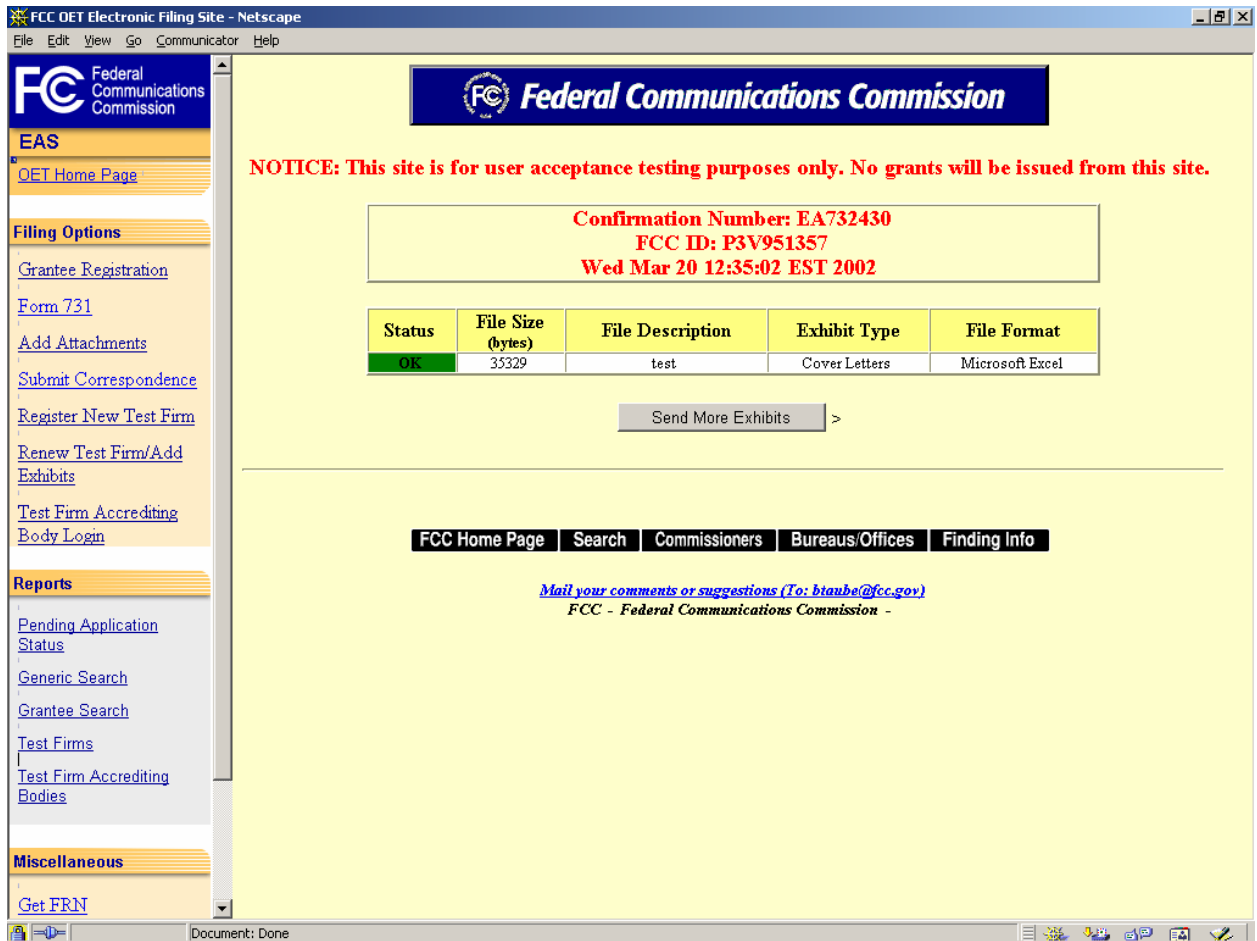 FCC OET Electronic Filing Site - Netscape
File Edit View Go Communicator Help
FCC Federal
Communications
Commission
EAS
OET Home Page
Filing Options
Grantee Registration
Form 731
Add Attachments
Submit Correspondence
Register New Test Firm
Renew Test Firm/Add
Exhibits
Test Firm Accrediting
Body Login
Reports
Pending Application
Status
Generic Search
Grantee Search
Test Firms
Test Firm Accrediting
Bodies
Miscellaneous
Get FRN
FCC Federal Communications Commission
NOTICE: This site is for user acceptance testing purposes only. No grants will be issued from this site.
Confirmation Number: EA732430
FCC ID: P3V951357
Wed Mar 20 12:35:02 EST 2002
Status File Size (bytes) File Description Exhibit Type File Format
OK 35329 test Cover Letters Microsoft Excel
Send More Exhibits >
FCC Home Page Search Commissioners Bureaus/Offices Finding Info
Mail your comments or suggestions (To: btaube@fcc.gov)
FCC - Federal Communications Commission -
Document: Done